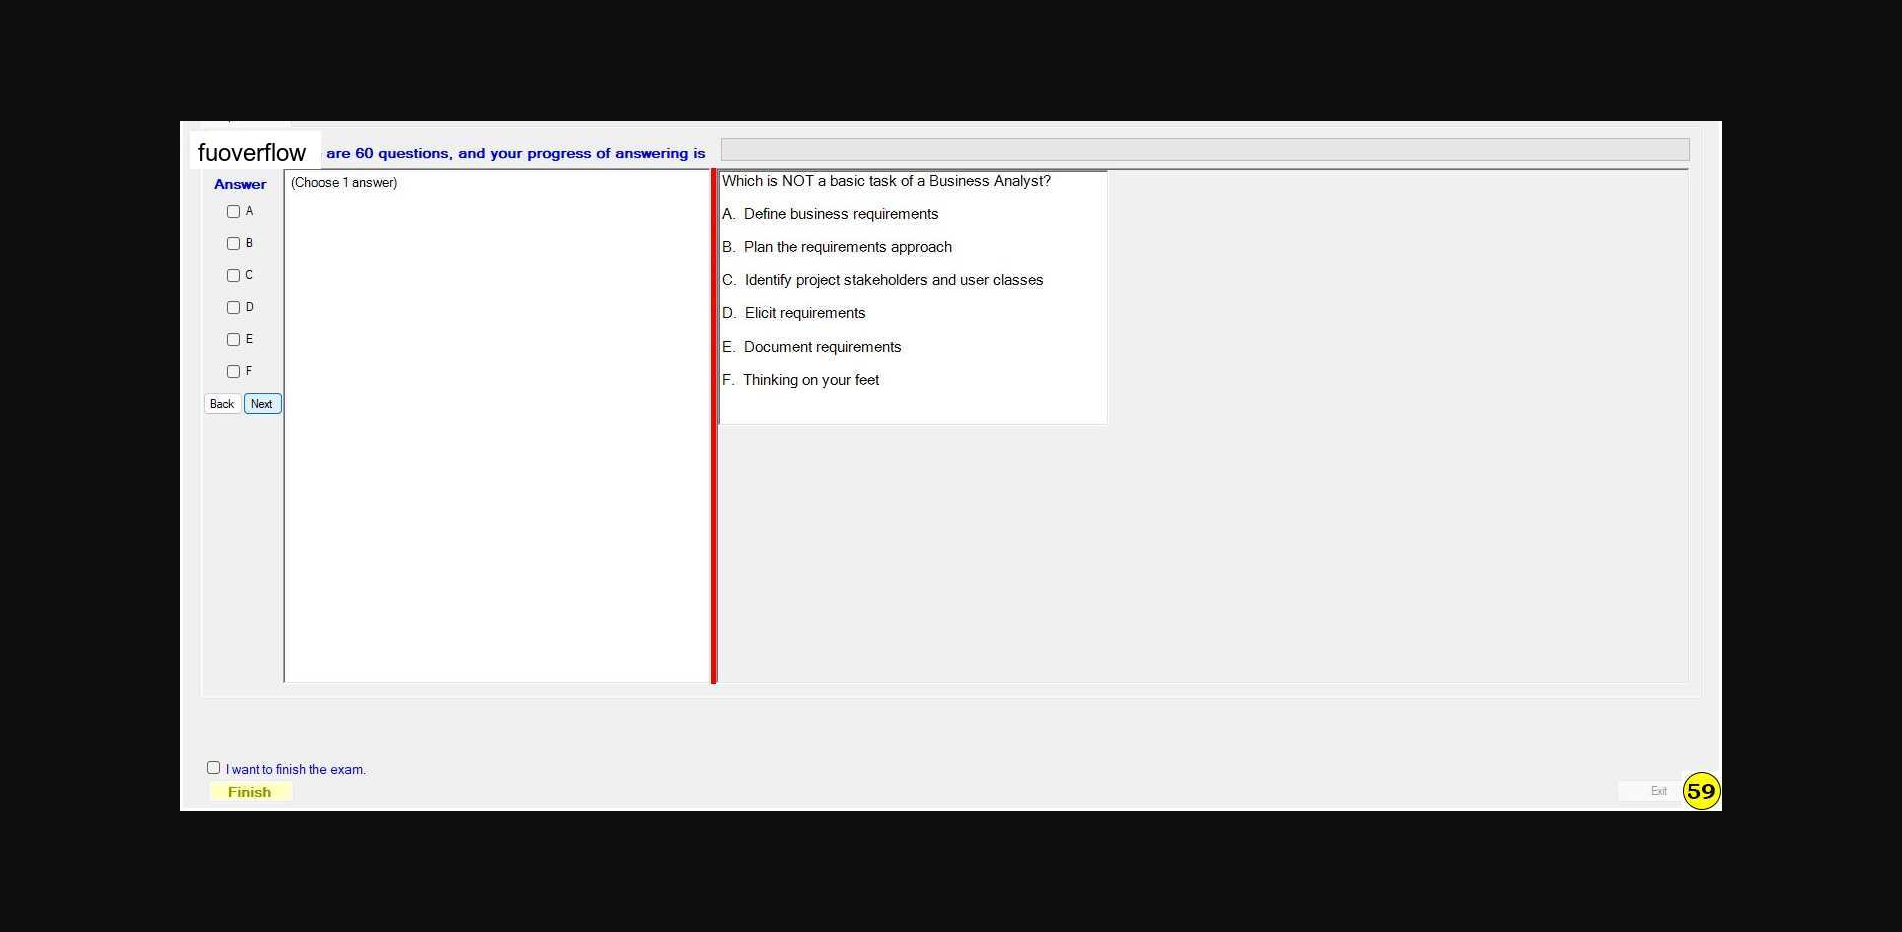 fuoverflow are 60 questions, and your progress of answering is
Answer
A
B
C
D
E
F
Back Next
(Choose 1 answer)
Which is NOT a basic task of a Business Analyst?
A. Define business requirements
B. Plan the requirements approach
C. Identify project stakeholders and user classes
D. Elicit requirements
E. Document requirements
F. Thinking on your feet
I want to finish the exam.
Finish
Exit
59